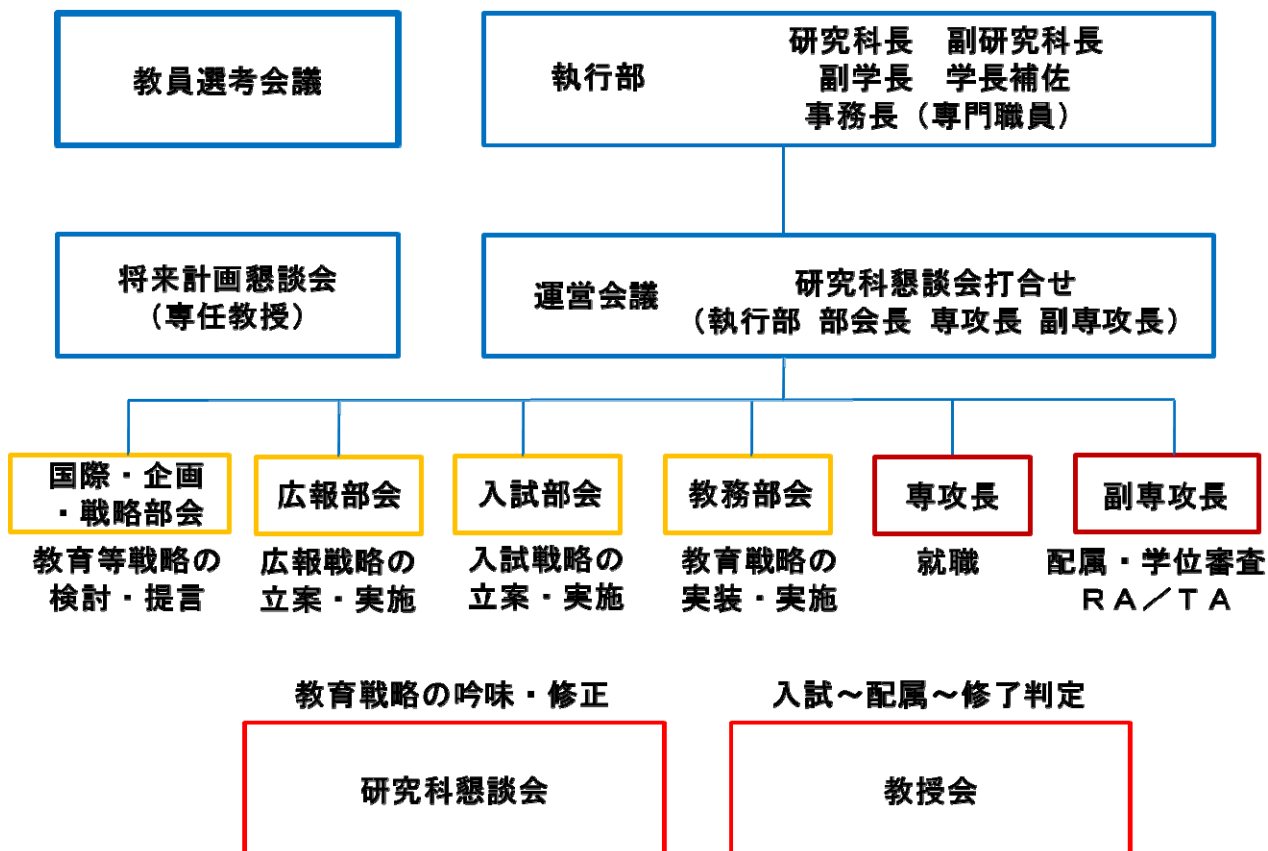 教員選考会議
執行部
研究科長　副研究科長
副学長　学長補佐
事務長（専門職員）
将来計画懇談会
（専任教授）
運営会議
研究科懇談会打合せ
（執行部 部会長 専攻長 副専攻長）
国際・企画
・戦略部会
広報部会
入試部会
教務部会
専攻長
副専攻長
教育等戦略の
検討・提言
広報戦略の
立案・実施
入試戦略の
立案・実施
教育戦略の
実装・実施
就職
配属・学位審査
ＲＡ／ＴＡ
教育戦略の吟味・修正
入試～配属～修了判定
研究科懇談会
教授会